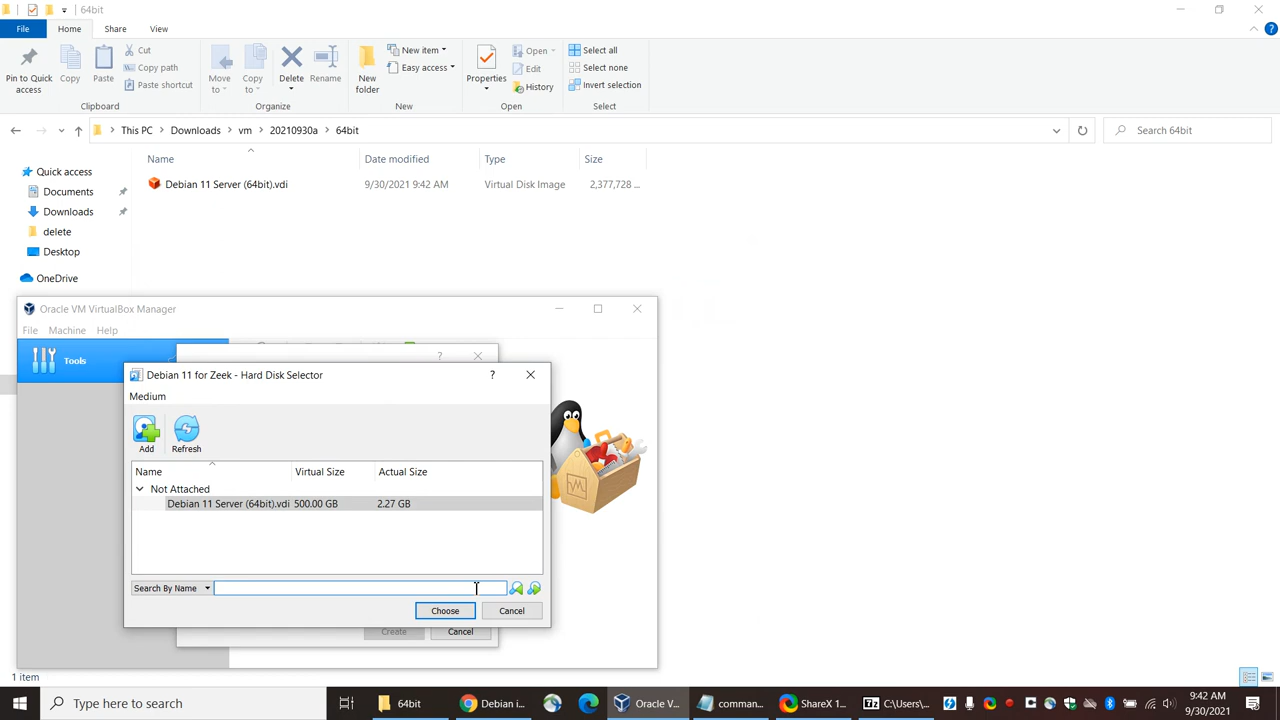 64bit
File Home Share View
Pin to Quick access
Copy
Paste
Cut
Copy path
Paste shortcut
Clipboard
Move to
Copy to
Delete
Rename
Organize
New folder
New item
Easy access
New
Properties
Open
Edit
History
Open
Select all
Select none
Invert selection
Select
This PC > Downloads > vm > 20210930a > 64bit
Search 64bit
Name Date modified Type Size
Debian 11 Server (64bit).vdi 9/30/2021 9:42 AM Virtual Disk Image 2,377,728 ...
Quick access
Documents
Downloads
delete
Desktop
OneDrive
Oracle VM VirtualBox Manager
File Machine Help
Tools
?
Debian 11 for Zeek - Hard Disk Selector ?
Medium
Add Refresh
Name Virtual Size Actual Size
Not Attached
Debian 11 Server (64bit).vdi 500.00 GB 2.27 GB
Search By Name
Choose Cancel
Create Cancel
1 item
Type here to search
64bit
Debian i...
Oracle V...
comman...
ShareX 1...
C:\Users\...
9:42 AM
9/30/2021